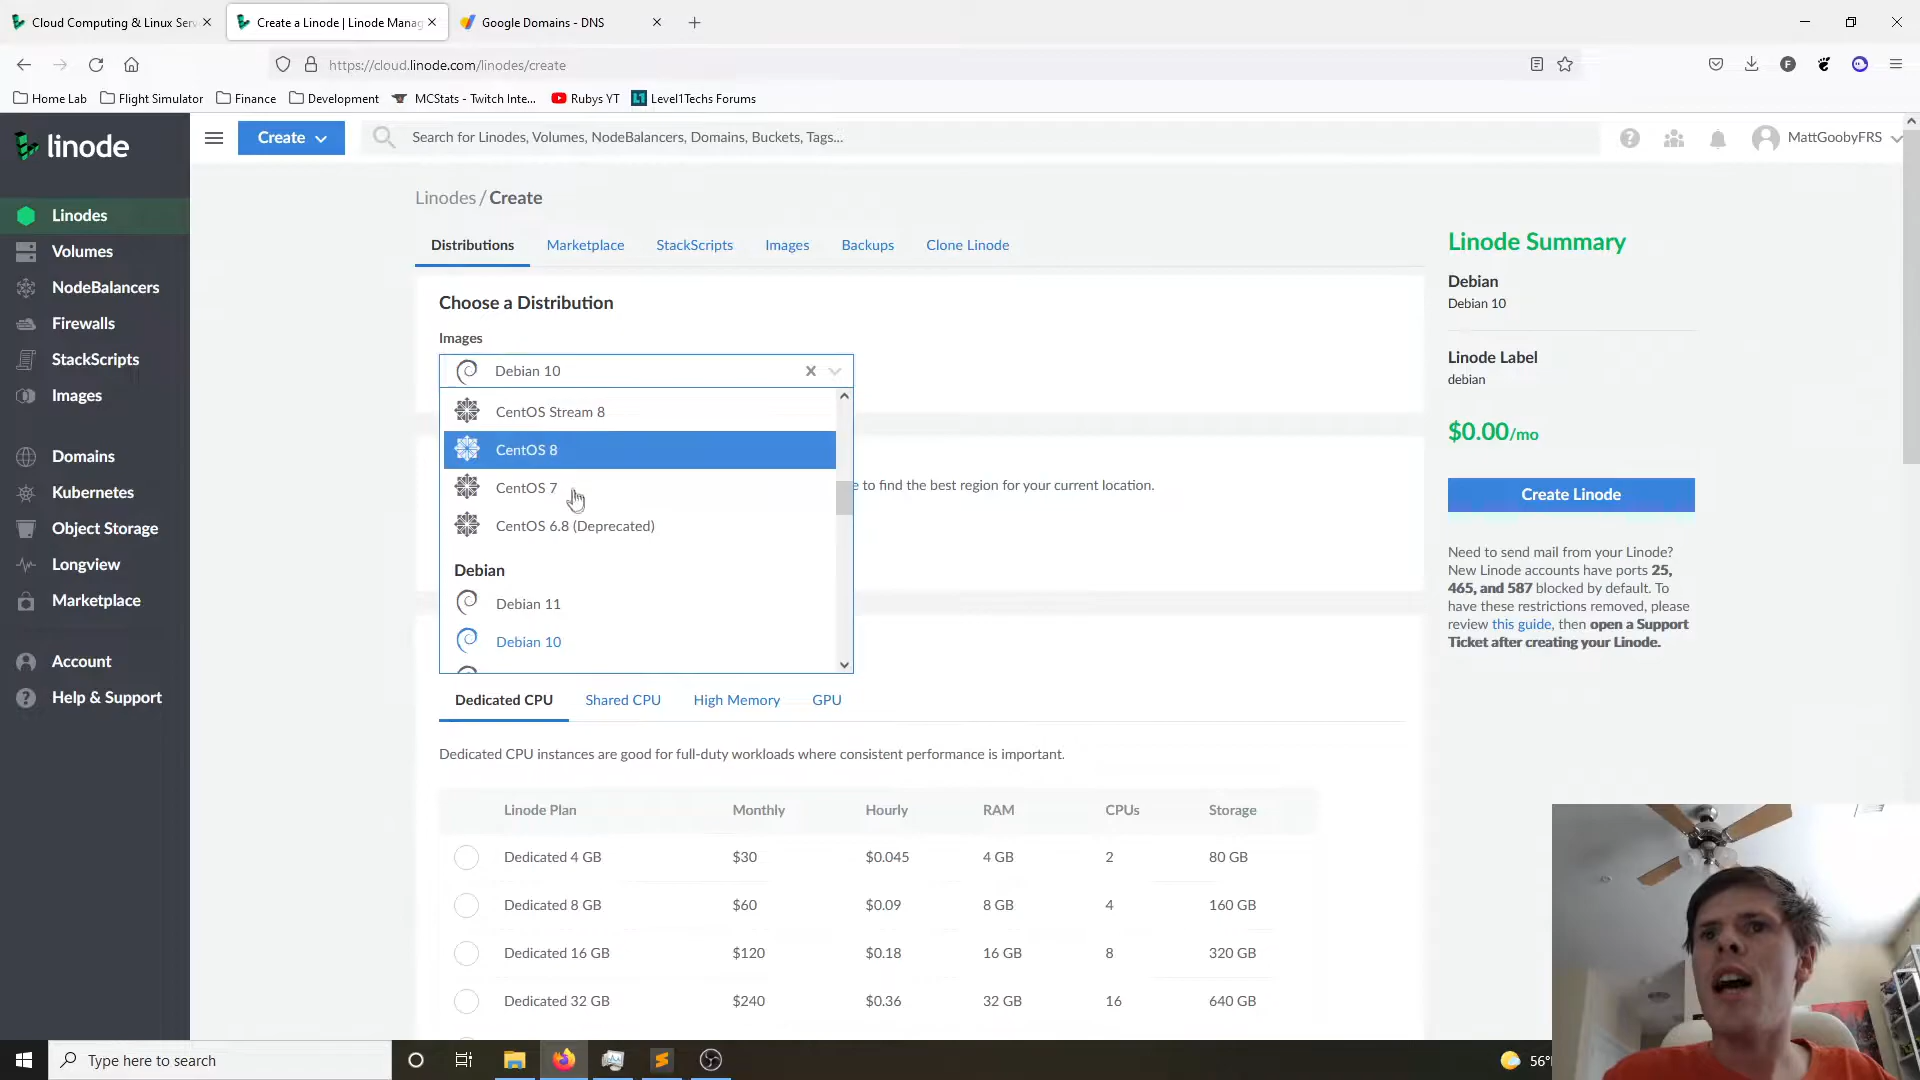 Cloud Computing & Linux Serv
Create a Linode | Linode Manag
Google Domains - DNS
https://cloud.linode.com/linodes/create
Home Lab
Flight Simulator
Finance
Development
MCStats - Twitch Inte...
Rubys YT
Level1Techs Forums
linode
Create
Search for Linodes, Volumes, NodeBalancers, Domains, Buckets, Tags...
MattGoobyFRS
Linodes
Volumes
NodeBalancers
Firewalls
StackScripts
Images
Domains
Kubernetes
Object Storage
Longview
Marketplace
Account
Help & Support
Linodes / Create
Distributions
Marketplace
StackScripts
Images
Backups
Clone Linode
Choose a Distribution
Images
Debian 10
CentOS Stream 8
CentOS 8
CentOS 7
CentOS 6.8 (Deprecated)
Debian
Debian 11
Debian 10
e to find the best region for your current location.
Dedicated CPU
Shared CPU
High Memory
GPU
Dedicated CPU instances are good for full-duty workloads where consistent performance is important.
Linode Plan Monthly Hourly RAM CPUs Storage
Dedicated 4 GB $30 $0.045 4 GB 2 80 GB
Dedicated 8 GB $60 $0.09 8 GB 4 160 GB
Dedicated 16 GB $120 $0.18 16 GB 8 320 GB
Dedicated 32 GB $240 $0.36 32 GB 16 640 GB
Linode Summary
Debian
Debian 10
Linode Label
debian
$0.00/mo
Create Linode
Need to send mail from your Linode?
New Linode accounts have ports 25,
465, and 587 blocked by default. To
have these restrictions removed, please
review this guide, then open a Support
Ticket after creating your Linode.
Type here to search
56°